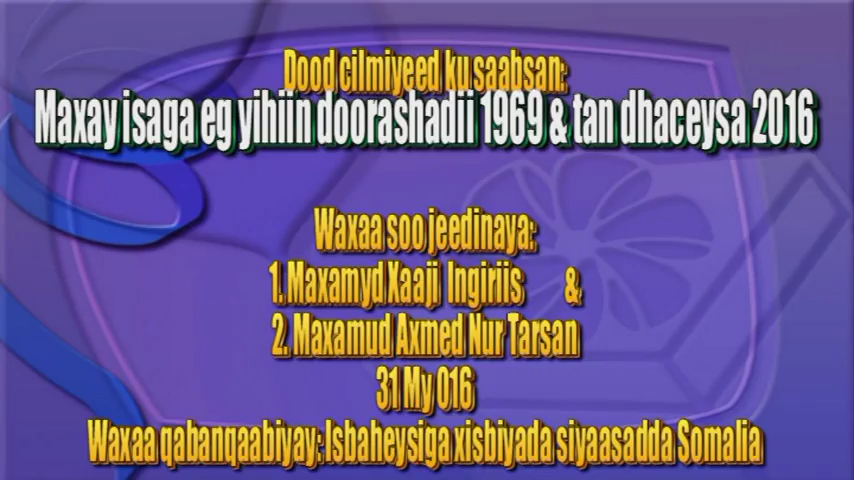 Dood cilmiyeed ku saabsan:
Maxay isaga eg yihiin doorashadii 1969 & tan dhaceysa 2016
Waxaa soo jeedinaya:
1. Maxamyd Xaaji Ingiriis &
2. Maxamud Axmed Nur Tarsan
31 My 016
Waxaa qabanqaabiyay: Isbaheysiga xisbiyada siyaasadda Somalia